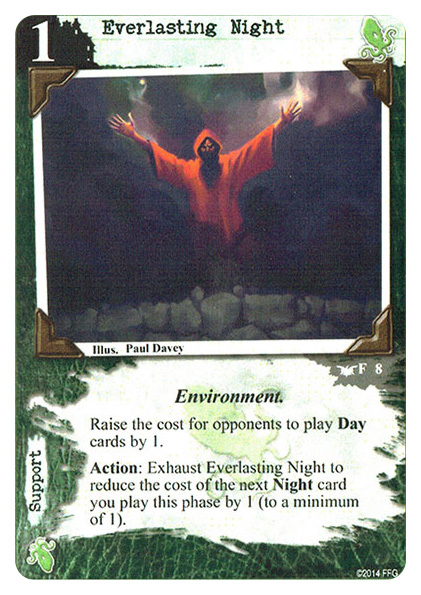 1
Everlasting Night
Illus. Paul Davey
F 8
Environment.
Raise the cost for opponents to play Day
cards by 1.
Action: Exhaust Everlasting Night to
reduce the cost of the next Night card
you play this phase by 1 (to a minimum
of 1).
Support
©2014 FFG